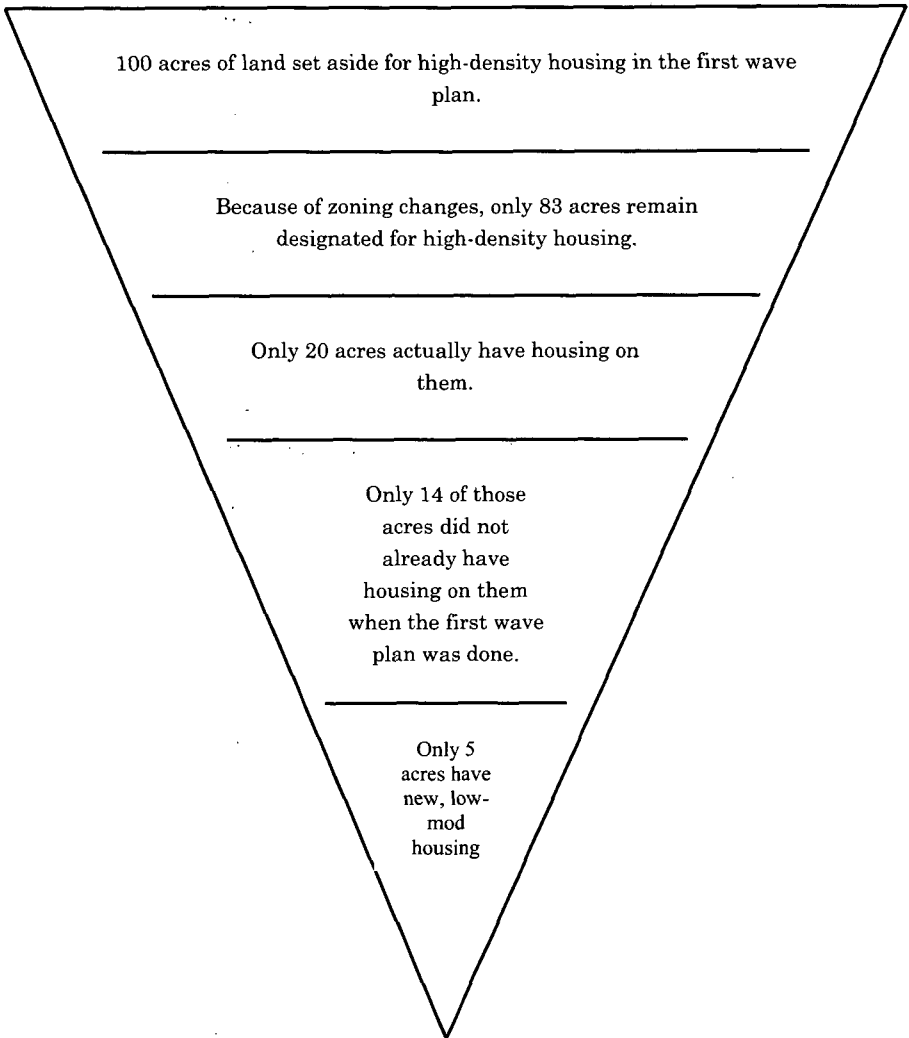 100 acres of land set aside for high-density housing in the first wave
plan.
Because of zoning changes, only 83 acres remain
designated for high-density housing.
Only 20 acres actually have housing on
them.
Only 14 of those
acres did not
already have
housing on them
when the first wave
plan was done.
Only 5
acres have
new, low-
mod
housing